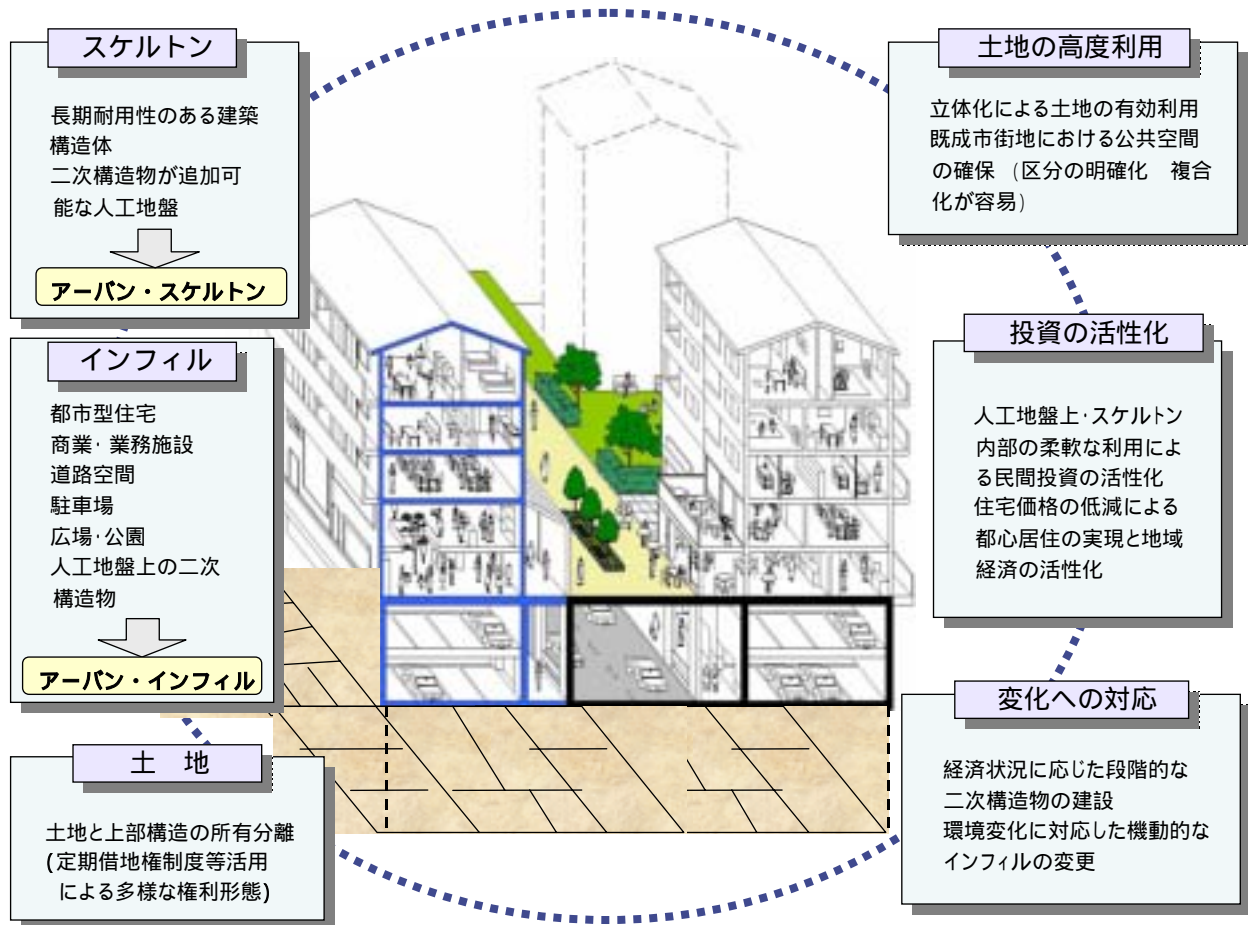 スケルトン
長期耐用性のある建築
構造体
二次構造物が追加可
能な人工地盤
アーバン・スケルトン
インフィル
都市型住宅
商業・業務施設
道路空間
駐車場
広場・公園
人工地盤上の二次
構造物
アーバン・インフィル
土　地
土地と上部構造の所有分離
(定期借地権制度等活用
による多様な権利形態)
土地の高度利用
立体化による土地の有効利用
既成市街地における公共空間
の確保 (区分の明確化　複合
化が容易)
投資の活性化
人工地盤上・スケルトン
内部の柔軟な利用によ
る民間投資の活性化
住宅価格の低減による
都心居住の実現と地域
経済の活性化
変化への対応
経済状況に応じた段階的な
二次構造物の建設
環境変化に対応した機動的な
インフィルの変更